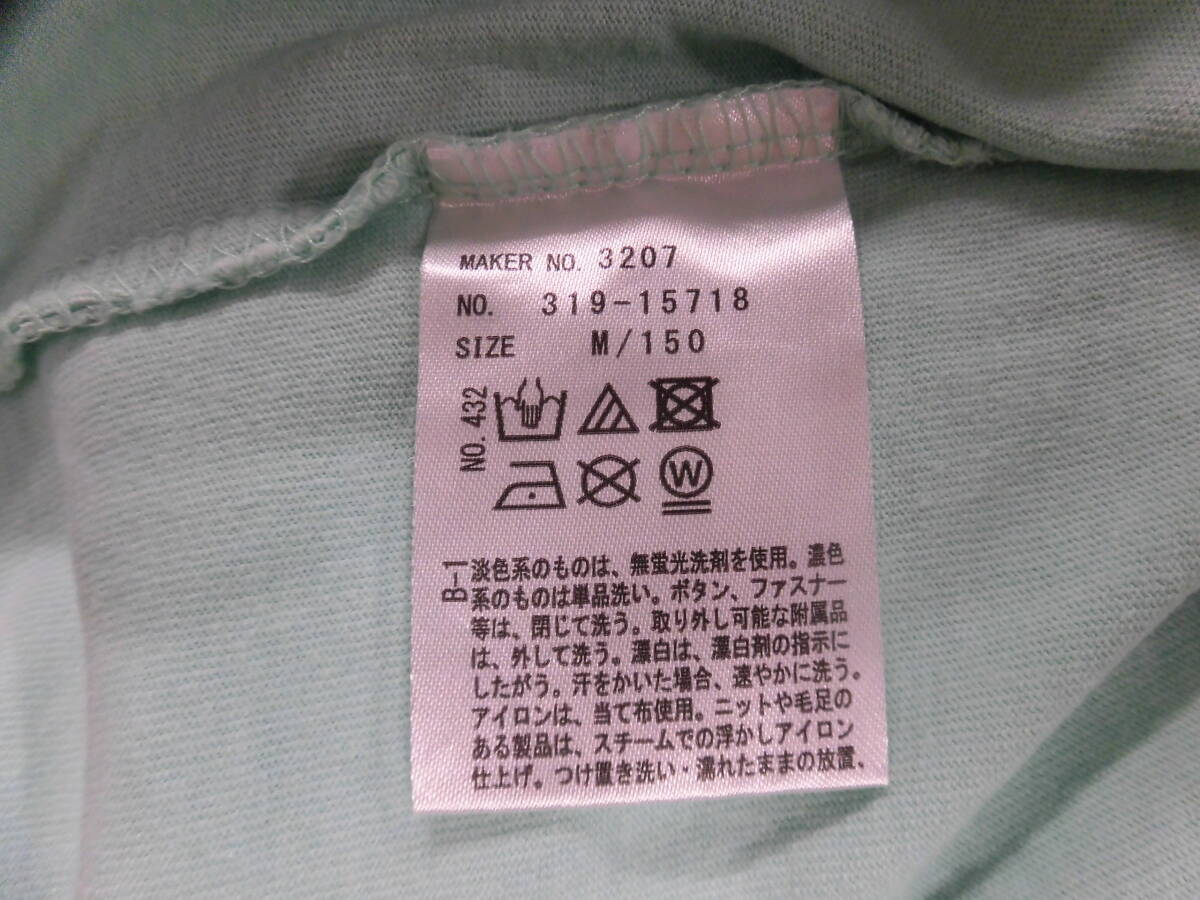 MAKER NO. 3207
NO. 319-15718
SIZE M/150
NO. 432
W
B-1
淡色系のものは、無蛍光洗剤を使用。濃色
系のものは単品洗い。ボタン、ファスナー
等は、閉じて洗う。取り外し可能な附属品
は、外して洗う。漂白は、漂白剤の指示に
したがう。汗をかいた場合、速やかに洗う。
アイロンは、当て布使用。ニットや毛足の
ある製品は、スチームでの浮かしアイロン
仕上げ。つけ置き洗い・濡れたままの放置、